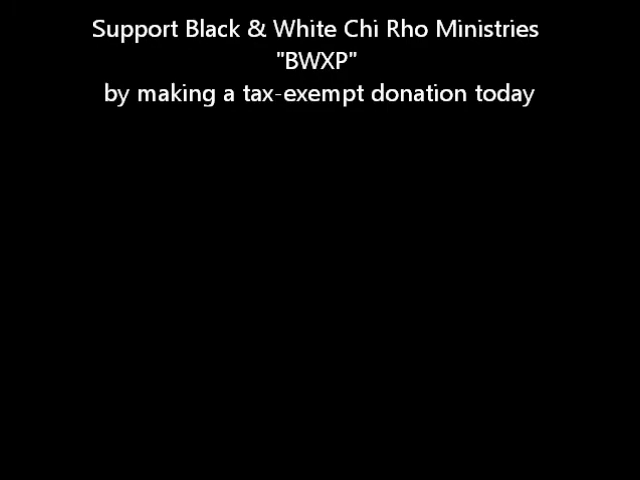 Support Black & White Chi Rho Ministries
"BWXP"
by making a tax-exempt donation today